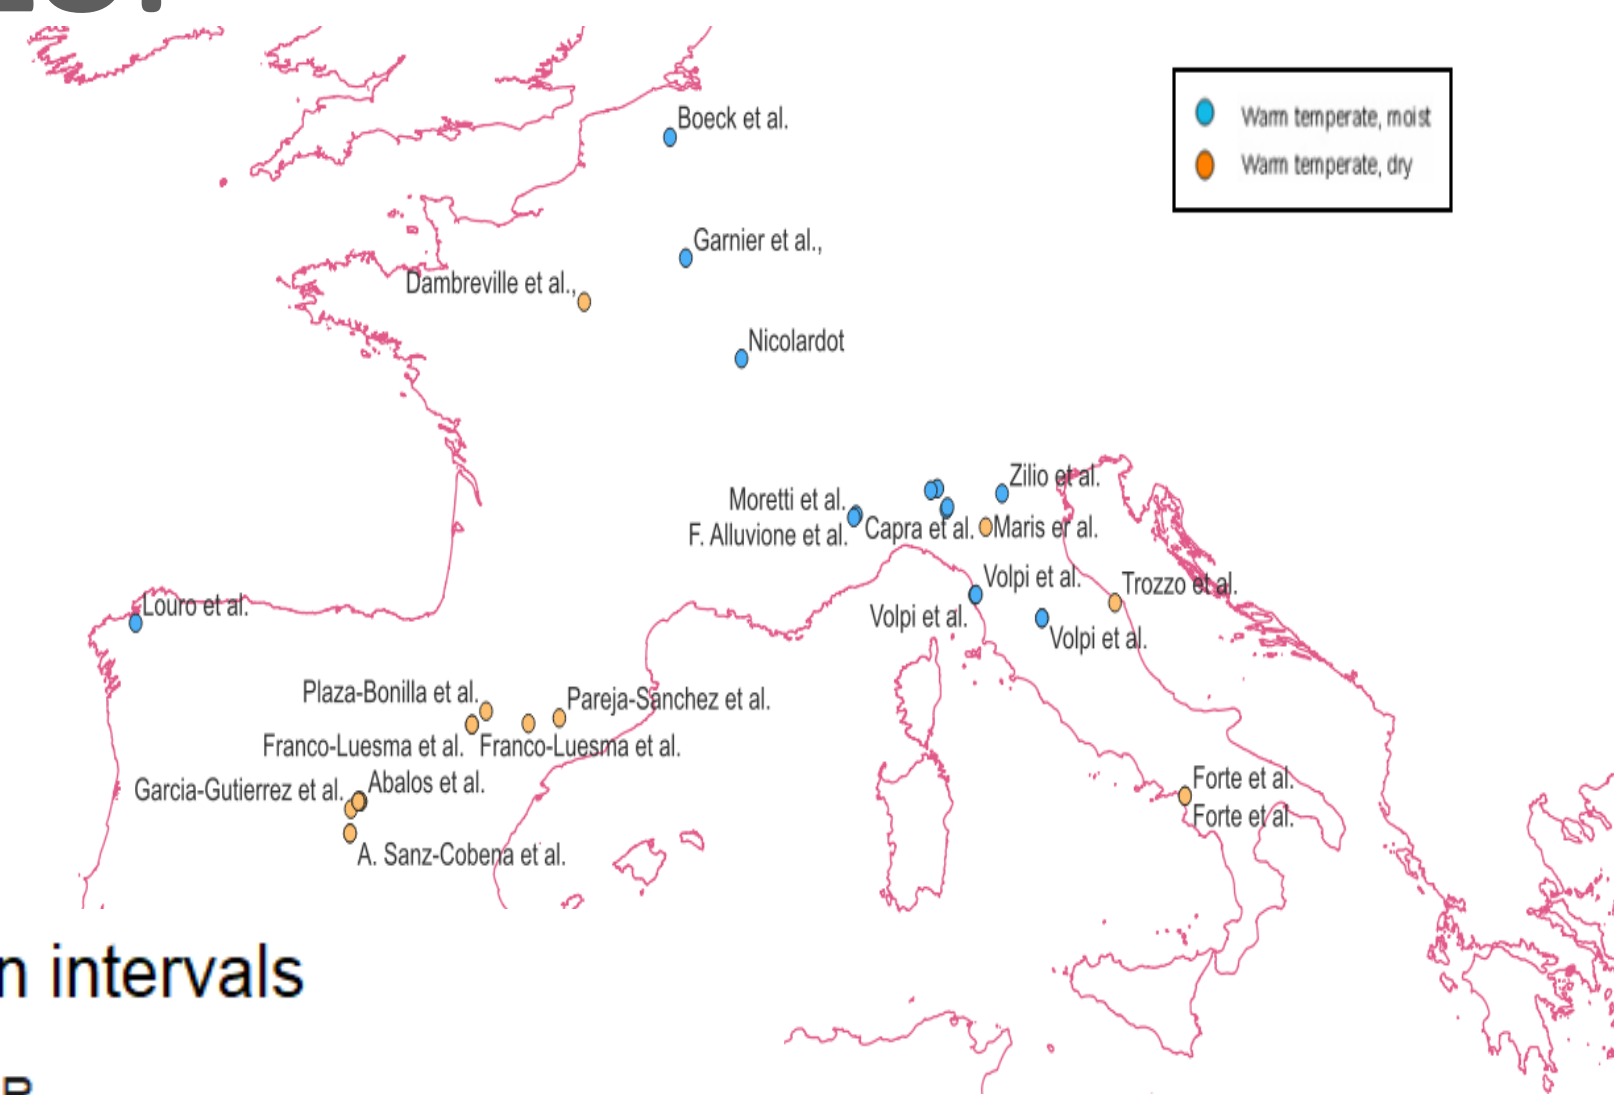 Boeck et al.
Warm temperate, moist
Warm temperate, dry
Garnier et al.,
Dambreville et al.,
Nicolardot
Zilio et al.
Moretti et al.
F. Alluvione et al.
Capra et al.
Maris er al.
Volpi et al.
Trozzo et al.
Louro et al.
Volpi et al.
Volpi et al.
Plaza-Bonilla et al.
Pareja-Sanchez et al.
Franco-Luesma et al.
Franco-Luesma et al.
Garcia-Gutierrez et al.
Abalos et al.
Forte et al.
Forte et al.
A. Sanz-Cobena et al.
n intervals